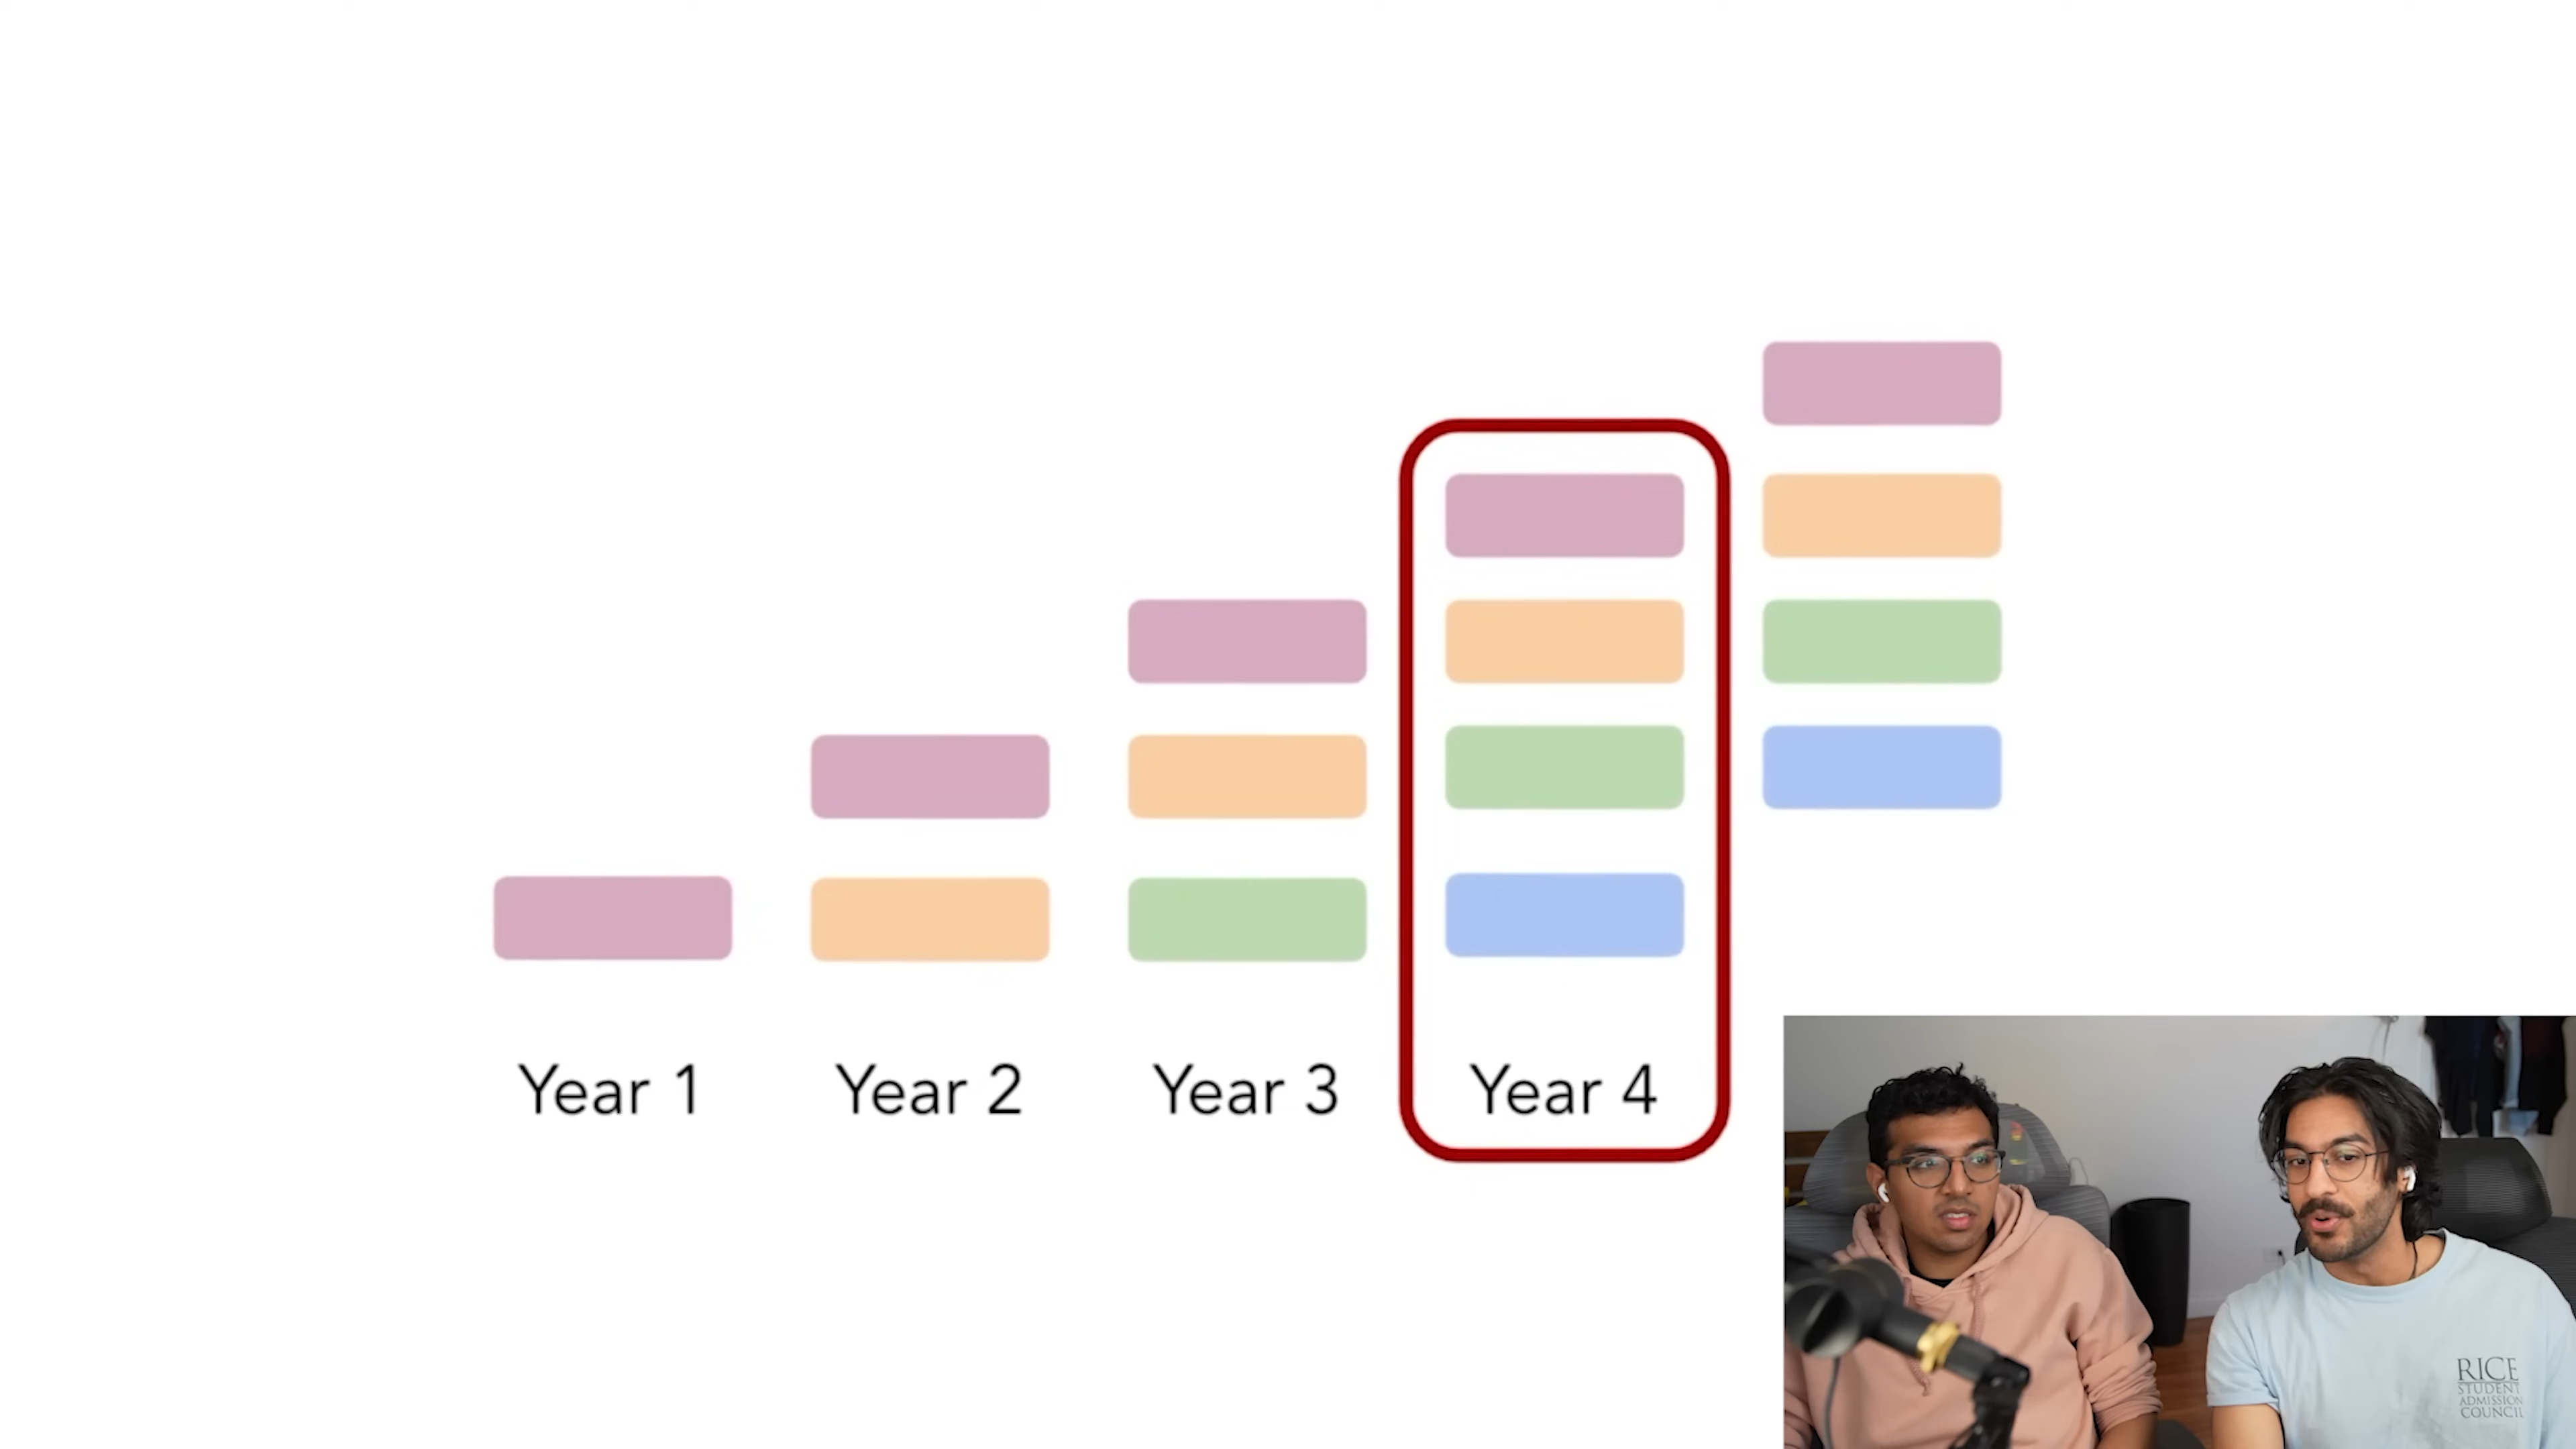 Year 1
Year 2
Year 3
Year 4
RICE
STUDENT
ADMISSION
COUNCIL